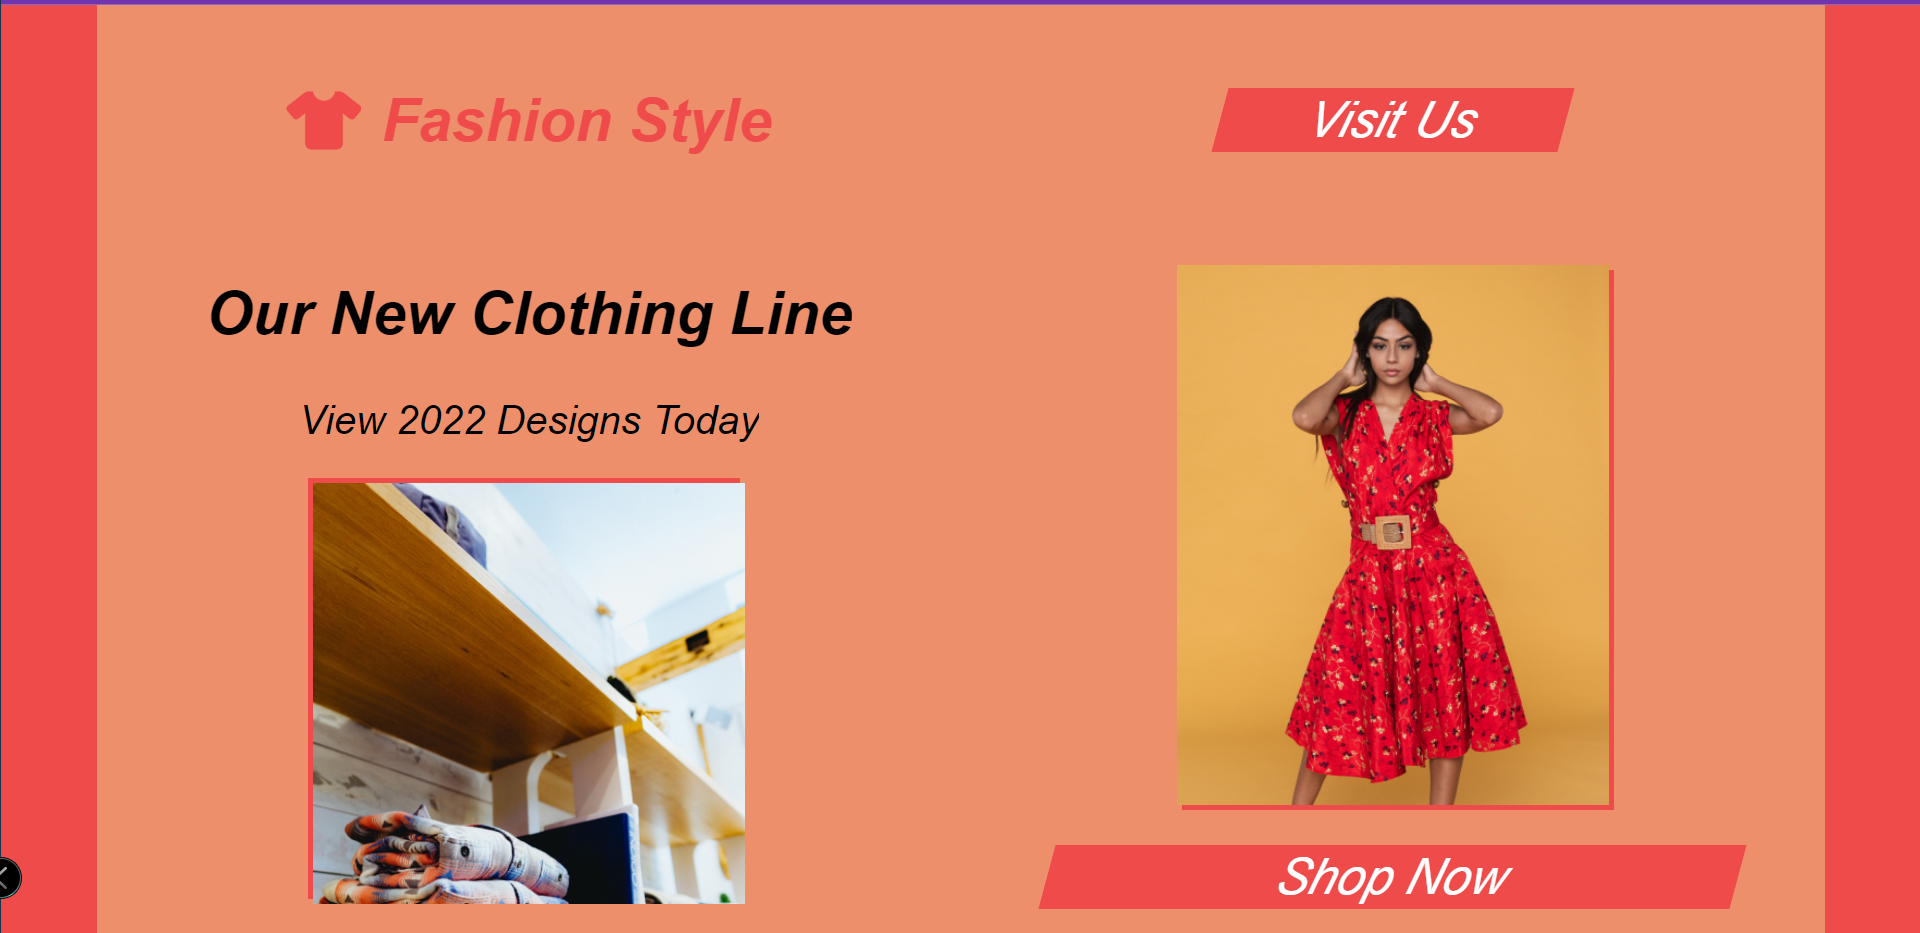 Fashion Style
Visit Us
Our New Clothing Line
View 2022 Designs Today
Shop Now